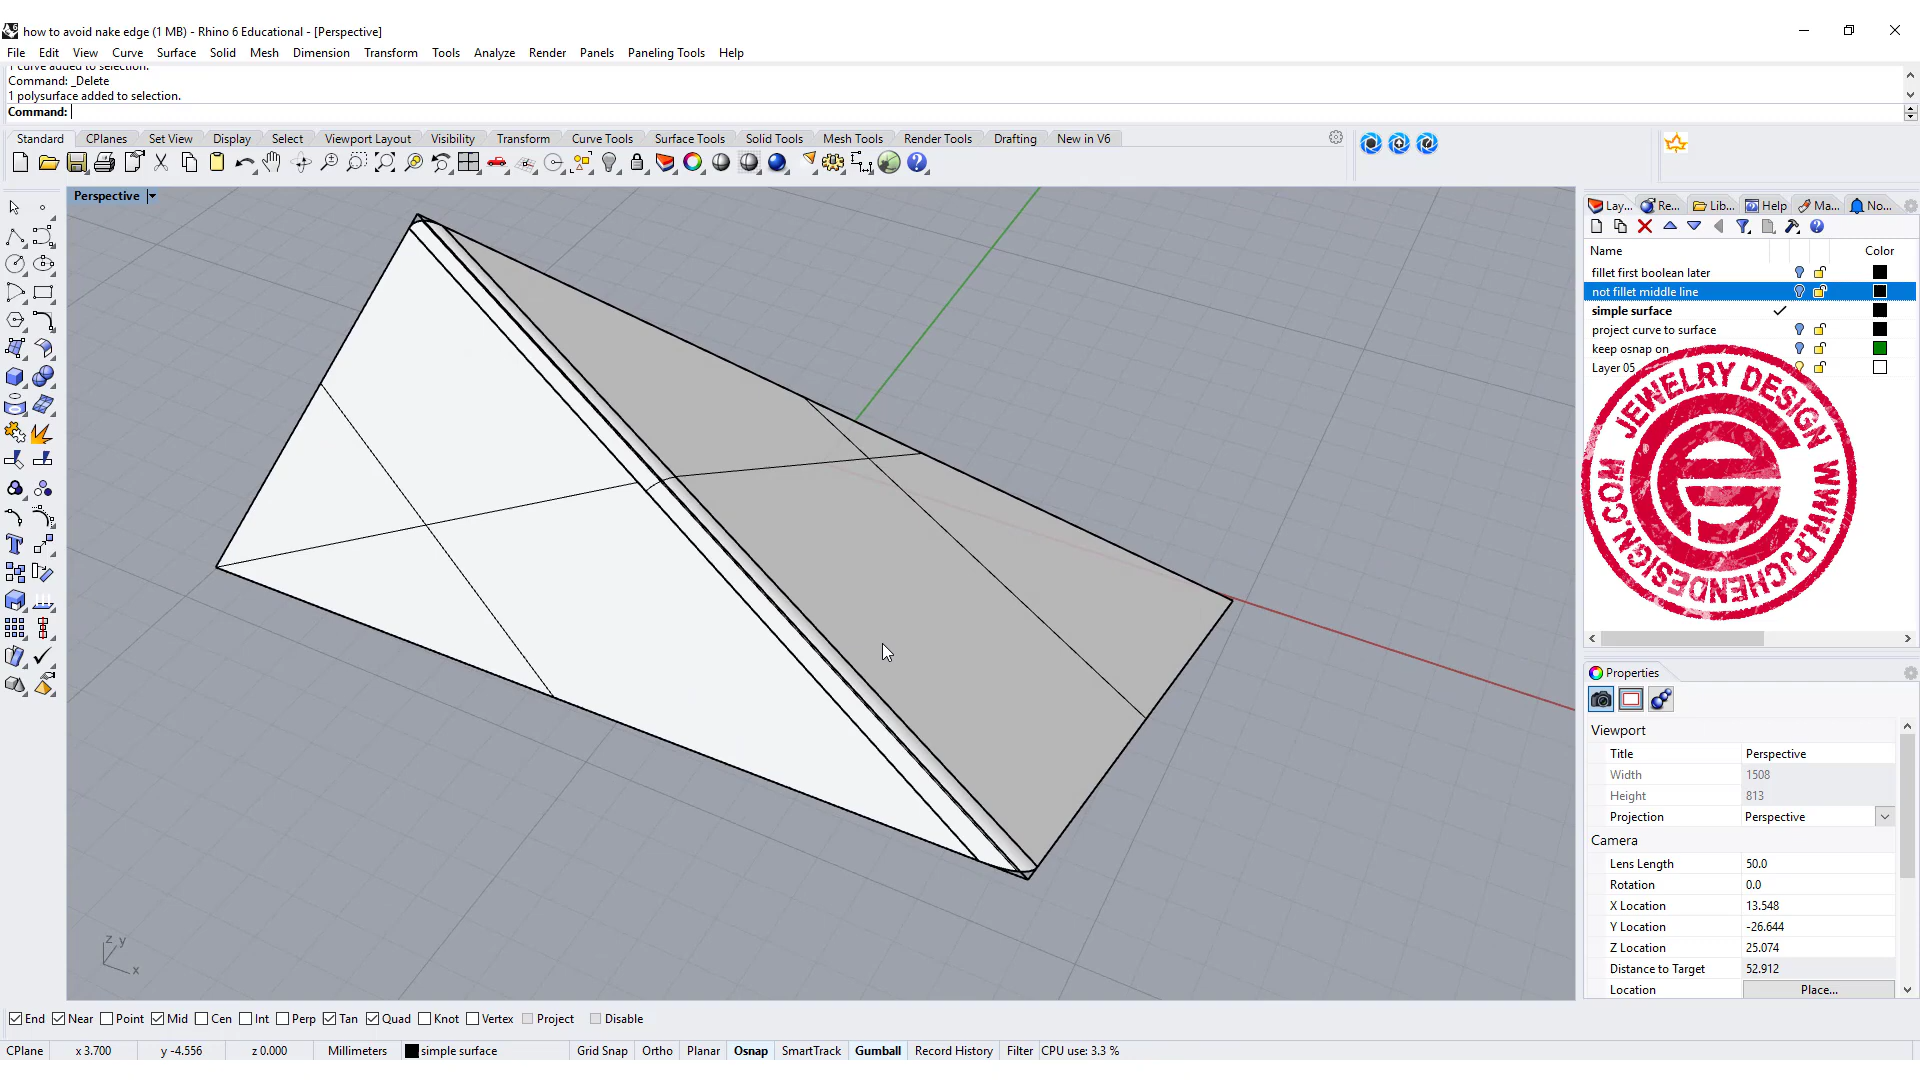 how to avoid nake edge (1 MB) - Rhino 6 Educational - [Perspective]
File Edit View Curve Surface Solid Mesh Dimension Transform Tools Analyze Render Panels Paneling Tools Help
1 curve added to selection.
Command: _Delete
1 polysurface added to selection.
Command:
Standard CPlanes Set View Display Select Viewport Layout Visibility Transform Curve Tools Surface Tools Solid Tools Mesh Tools Render Tools Drafting New in V6
Perspective
Lay... Re... Lib... Help Ma... No...
Name Color
fillet first boolean later
not fillet middle line
simple surface
project curve to surface
keep osnap on
Layer 05
JEWELRY DESIGN
WWW.PJCHENDESIGN.COM
Properties
Viewport
Title Perspective
Width 1508
Height 813
Projection Perspective
Camera
Lens Length 50.0
Rotation 0.0
X Location 13.548
Y Location -26.644
Z Location 25.074
Distance to Target 52.912
Location Place...
z y
x
End Near Point Mid Cen Int Perp Tan Quad Knot Vertex Project Disable
CPlane x 3.700 y -4.556 z 0.000 Millimeters simple surface Grid Snap Ortho Planar Osnap SmartTrack Gumball Record History Filter CPU use: 3.3 %